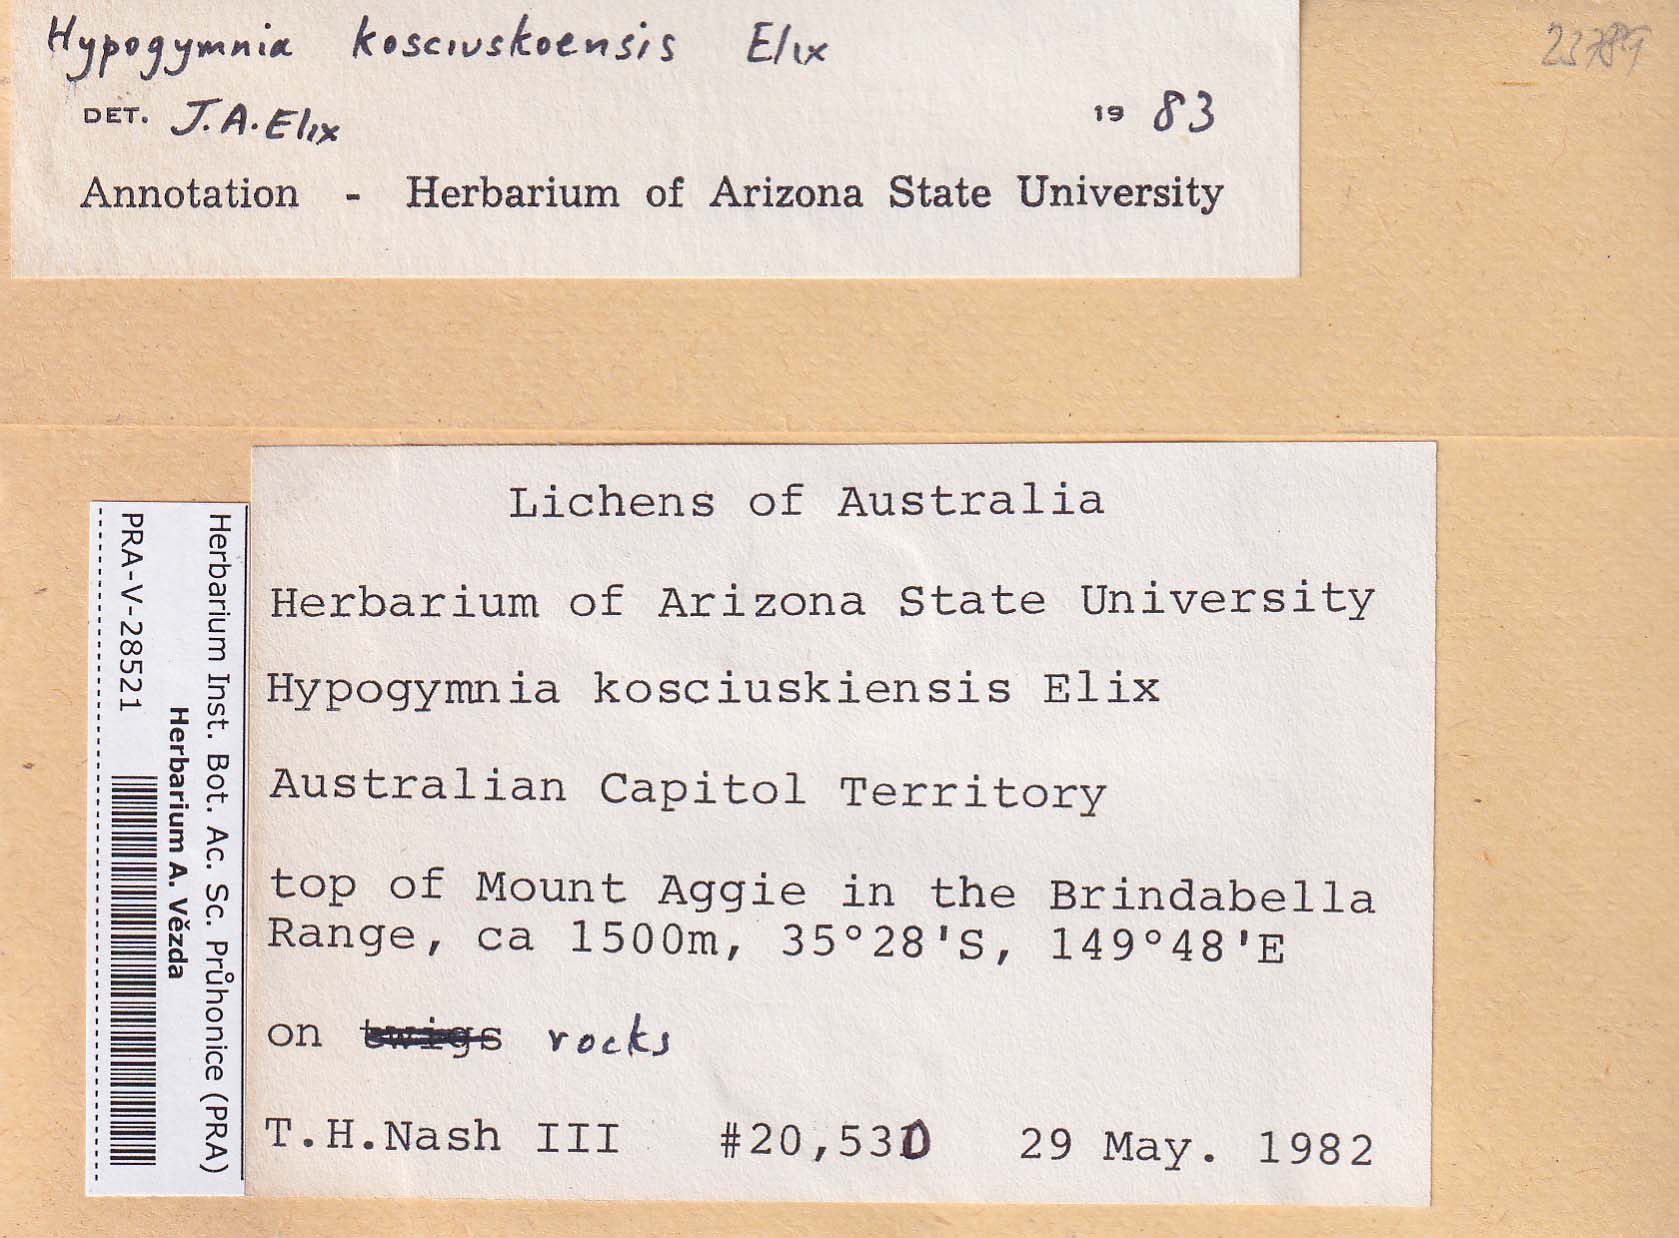 Hypogymnia kosciuskoensis Elix
23789
DET. J.A. Elix 19 83
Annotation - Herbarium of Arizona State University
Lichens of Australia
Herbarium of Arizona State University
Hypogymnia kosciuskiensis Elix
Australian Capitol Territory
top of Mount Aggie in the Brindabella
Range, ca 1500m, 35°28'S, 149°48'E
on twigs rocks
T.H.Nash III #20,530 29 May. 1982
Herbarium Inst. Bot. Ac. Sc. Průhonice (PRA)
Herbarium A. Vězda
PRA-V-28521